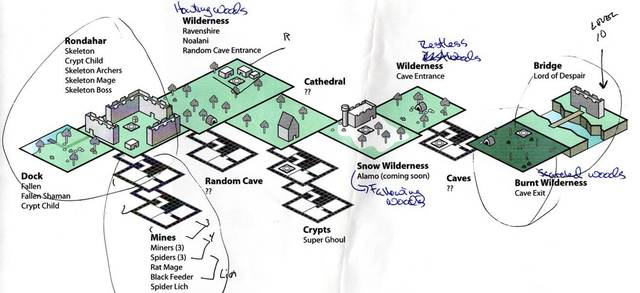 Howling woods
Wilderness
Ravenshire
Noalani
Random Cave Entrance
R
Rondahar
Skeleton
Crypt Child
Skeleton Archers
Skeleton Mage
Skeleton Boss
Cathedral
??
Restless
woods
Wilderness
Cave Entrance
LEVEL
10
Bridge
Lord of Despair
Dock
Fallen
Fallen Shaman
Crypt Child
Random Cave
??
Snow Wilderness
Alamo (coming soon)
woods
Caves
??
woods
Burnt Wilderness
Cave Exit
Crypts
Super Ghoul
Mines
Miners (3)
Spiders (3)
Rat Mage
Black Feeder
Spider Lich
Lich